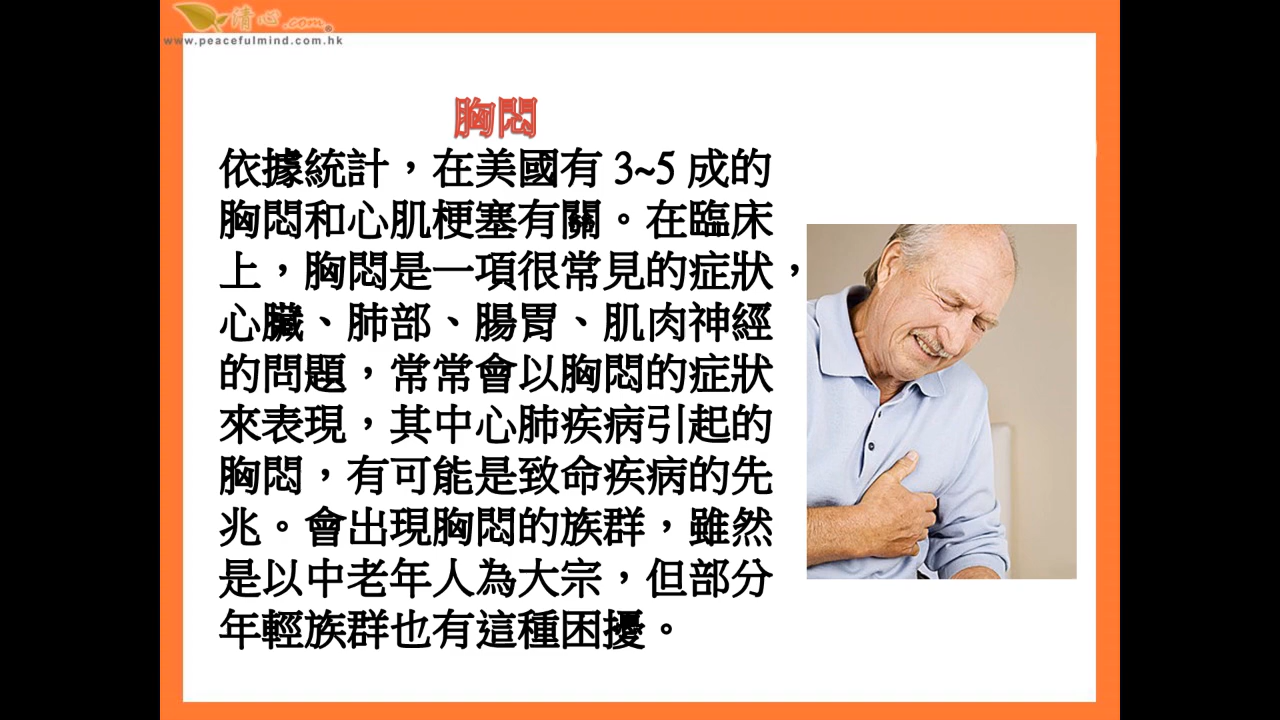 清心.com
www.peacefulmind.com.hk
胸悶
依據統計，在美國有 3~5 成的
胸悶和心肌梗塞有關。在臨床
上，胸悶是一項很常見的症狀，
心臟、肺部、腸胃、肌肉神經
的問題，常常會以胸悶的症狀
來表現，其中心肺疾病引起的
胸悶，有可能是致命疾病的先
兆。會出現胸悶的族群，雖然
是以中老年人為大宗，但部分
年輕族群也有這種困擾。